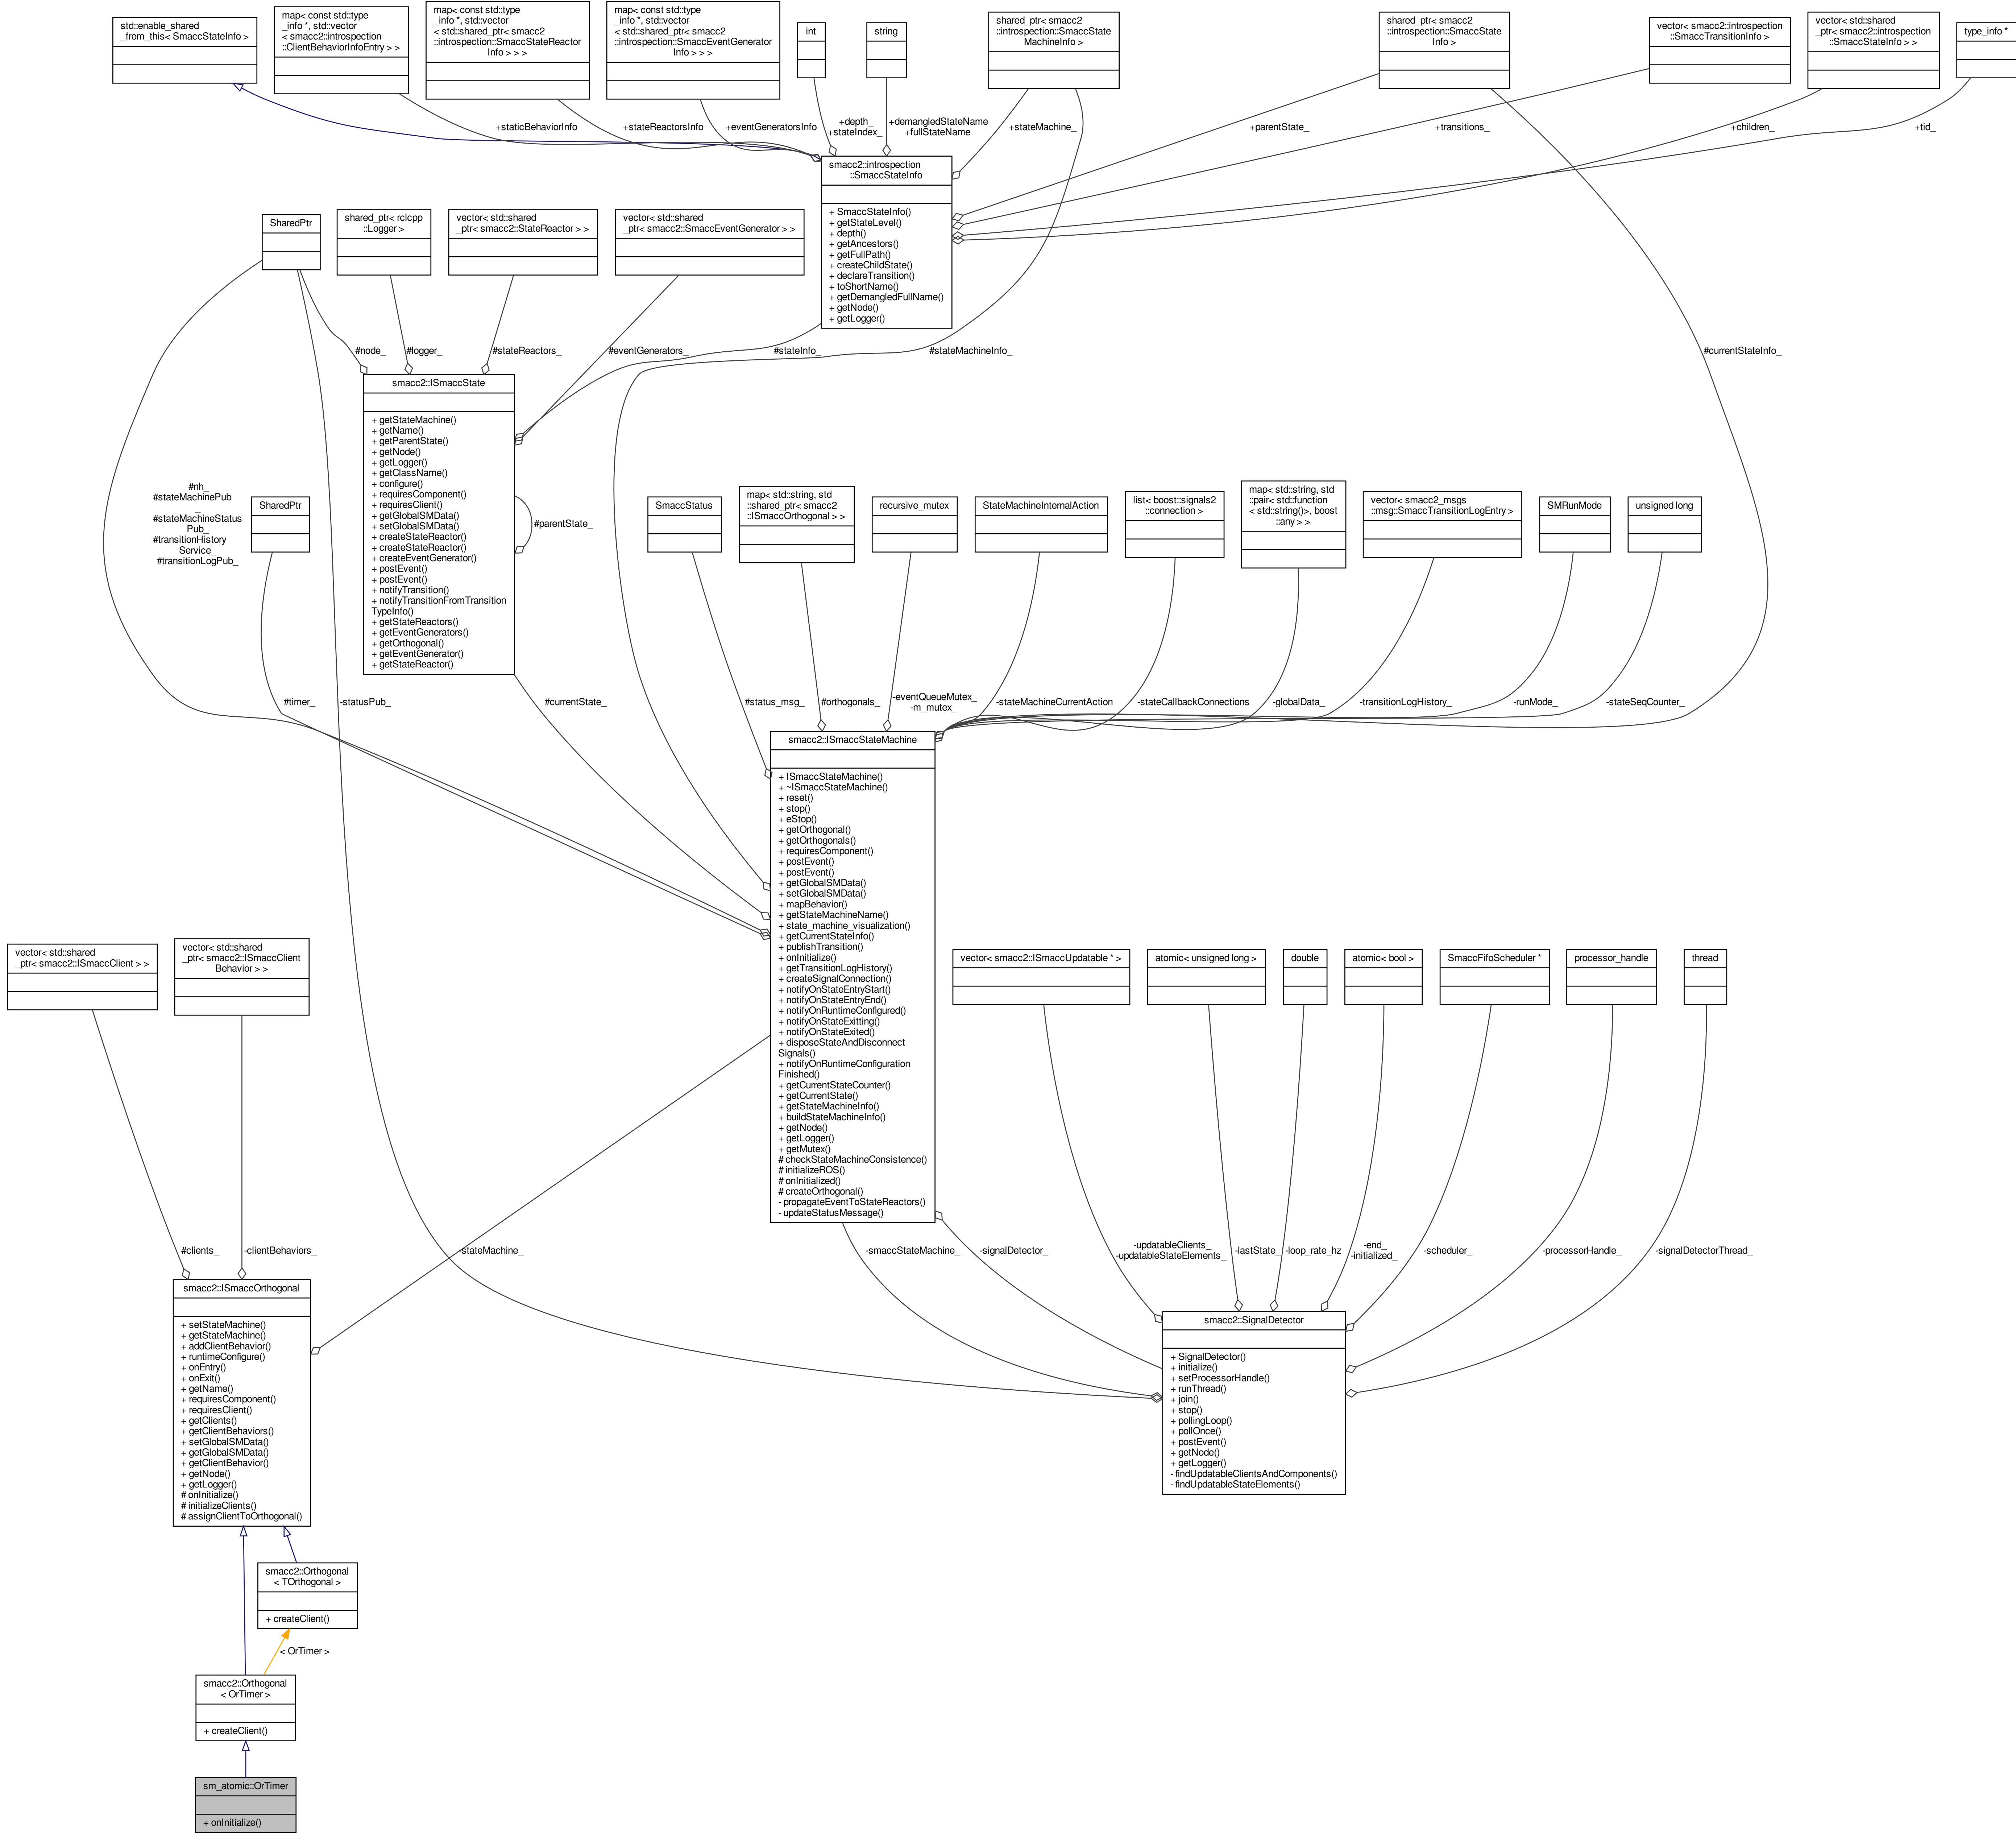 std::enable_shared
_from_this< SmaccStateInfo >
map< const std::type
_info *, std::vector
< smacc2::introspection
::ClientBehaviorInfoEntry > >
map< const std::type
_info *, std::vector
< std::shared_ptr< smacc2
::introspection::SmaccStateReactor
Info > > >
map< const std::type
_info *, std::vector
< std::shared_ptr< smacc2
::introspection::SmaccEventGenerator
Info > > >
int
string
shared_ptr< smacc2
::introspection::SmaccState
MachineInfo >
shared_ptr< smacc2
::introspection::SmaccState
Info >
vector< smacc2::introspection
::SmaccTransitionInfo >
vector< std::shared
_ptr< smacc2::introspection
::SmaccStateInfo > >
type_info *
+staticBehaviorInfo
+stateReactorsInfo
+eventGeneratorsInfo
+depth_
+stateIndex_
+demangledStateName
+fullStateName
+stateMachine_
+parentState_
+transitions_
+children_
+tid_
smacc2::introspection
::SmaccStateInfo
+ SmaccStateInfo()
+ getStateLevel()
+ depth()
+ getAncestors()
+ getFullPath()
+ createChildState()
+ declareTransition()
+ toShortName()
+ getDemangledFullName()
+ getNode()
+ getLogger()
SharedPtr
shared_ptr< rclcpp
::Logger >
vector< std::shared
_ptr< smacc2::StateReactor > >
vector< std::shared
_ptr< smacc2::SmaccEventGenerator > >
#node_
#logger_
#stateReactors_
#eventGenerators_
#stateInfo_
#stateMachineInfo_
#currentStateInfo_
smacc2::ISmaccState
+ getStateMachine()
+ getName()
+ getParentState()
+ getNode()
+ getLogger()
+ getClassName()
+ configure()
+ requiresComponent()
+ requiresClient()
+ getGlobalSMData()
+ setGlobalSMData()
+ createStateReactor()
+ createStateReactor()
+ createEventGenerator()
+ postEvent()
+ postEvent()
+ notifyTransition()
+ notifyTransitionFromTransition
TypeInfo()
+ getStateReactors()
+ getEventGenerators()
+ getOrthogonal()
+ getEventGenerator()
+ getStateReactor()
#parentState_
#nh_
#stateMachinePub
_
#stateMachineStatus
Pub_
#transitionHistory
Service_
#transitionLogPub_
SharedPtr
SmaccStatus
map< std::string, std
::shared_ptr< smacc2
::ISmaccOrthogonal > >
recursive_mutex
StateMachineInternalAction
list< boost::signals2
::connection >
map< std::string, std
::pair< std::function
< std::string()>, boost
::any > >
vector< smacc2_msgs
::msg::SmaccTransitionLogEntry >
SMRunMode
unsigned long
#timer_
-statusPub_
#currentState_
#status_msg_
#orthogonals_
-eventQueueMutex_
-m_mutex_
-stateMachineCurrentAction
-stateCallbackConnections
-globalData_
-transitionLogHistory_
-runMode_
-stateSeqCounter_
smacc2::ISmaccStateMachine
+ ISmaccStateMachine()
+ ~ISmaccStateMachine()
+ reset()
+ stop()
+ eStop()
+ getOrthogonal()
+ getOrthogonals()
+ requiresComponent()
+ postEvent()
+ postEvent()
+ getGlobalSMData()
+ setGlobalSMData()
+ mapBehavior()
+ getStateMachineName()
+ state_machine_visualization()
+ getCurrentStateInfo()
+ publishTransition()
+ onInitialize()
+ getTransitionLogHistory()
+ createSignalConnection()
+ notifyOnStateEntryStart()
+ notifyOnStateEntryEnd()
+ notifyOnRuntimeConfigured()
+ notifyOnStateExitting()
+ notifyOnStateExited()
+ disposeStateAndDisconnect
Signals()
+ notifyOnRuntimeConfiguration
Finished()
+ getCurrentStateCounter()
+ getCurrentState()
+ getStateMachineInfo()
+ buildStateMachineInfo()
+ getNode()
+ getLogger()
+ getMutex()
# checkStateMachineConsistence()
# initializeROS()
# onInitialized()
# createOrthogonal()
- propagateEventToStateReactors()
- updateStatusMessage()
vector< std::shared
_ptr< smacc2::ISmaccClient > >
vector< std::shared
_ptr< smacc2::ISmaccClient
Behavior > >
vector< smacc2::ISmaccUpdatable * >
atomic< unsigned long >
double
atomic< bool >
SmaccFifoScheduler *
processor_handle
thread
#clients_
-clientBehaviors_
-stateMachine_
-smaccStateMachine_
-signalDetector_
-updatableClients_
-updatableStateElements_
-lastState_
-loop_rate_hz
-end_
-initialized_
-scheduler_
-processorHandle_
-signalDetectorThread_
smacc2::ISmaccOrthogonal
+ setStateMachine()
+ getStateMachine()
+ addClientBehavior()
+ runtimeConfigure()
+ onEntry()
+ onExit()
+ getName()
+ requiresComponent()
+ requiresClient()
+ getClients()
+ getClientBehaviors()
+ setGlobalSMData()
+ getGlobalSMData()
+ getClientBehavior()
+ getNode()
+ getLogger()
# onInitialize()
# initializeClients()
# assignClientToOrthogonal()
smacc2::SignalDetector
+ SignalDetector()
+ initialize()
+ setProcessorHandle()
+ runThread()
+ join()
+ stop()
+ pollingLoop()
+ pollOnce()
+ postEvent()
+ getNode()
+ getLogger()
- findUpdatableClientsAndComponents()
- findUpdatableStateElements()
smacc2::Orthogonal
< TOrthogonal >
+ createClient()
< OrTimer >
smacc2::Orthogonal
< OrTimer >
+ createClient()
sm_atomic::OrTimer
+ onInitialize()